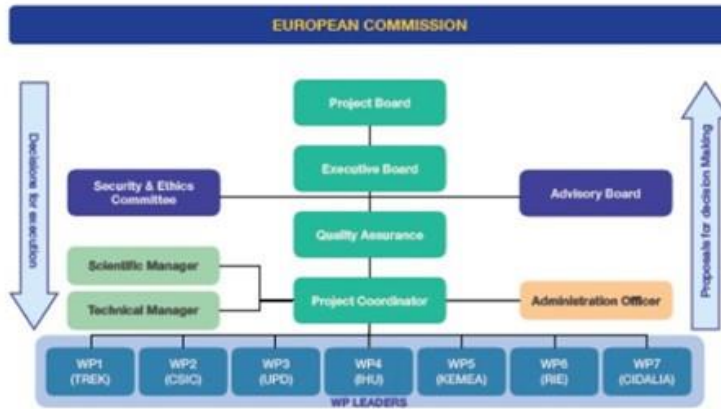 EUROPEAN COMMISSION
Decisions for execution
Proposals for decision Making
Project Board
Executive Board
Security & Ethics
Committee
Advisory Board
Quality Assurance
Scientific Manager
Technical Manager
Project Coordinator
Administration Officer
WP1
(TREK)
WP2
(CSIC)
WP3
(UPD)
WP4
(IHU)
WP5
(KEMEA)
WP6
(RIE)
WP7
(CIDALIA)
WP LEADERS